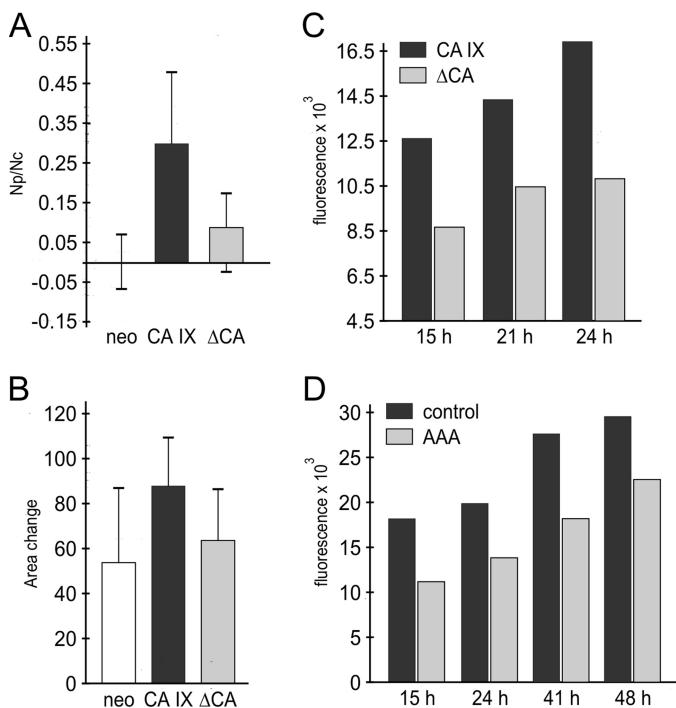 A
Np/Nc
0.55
0.45
0.35
0.25
0.15
0.05
-0.05
-0.15
neo CA IX ΔCA
C
CA IX
ΔCA
fluorescence x 10³
16.5
14.5
12.5
10.5
8.5
6.5
4.5
15 h 21 h 24 h
B
Area change
120
100
80
60
40
20
0
neo CA IX ΔCA
D
control
AAA
fluorescence x 10³
30
25
20
15
10
5
0
15 h 24 h 41 h 48 h